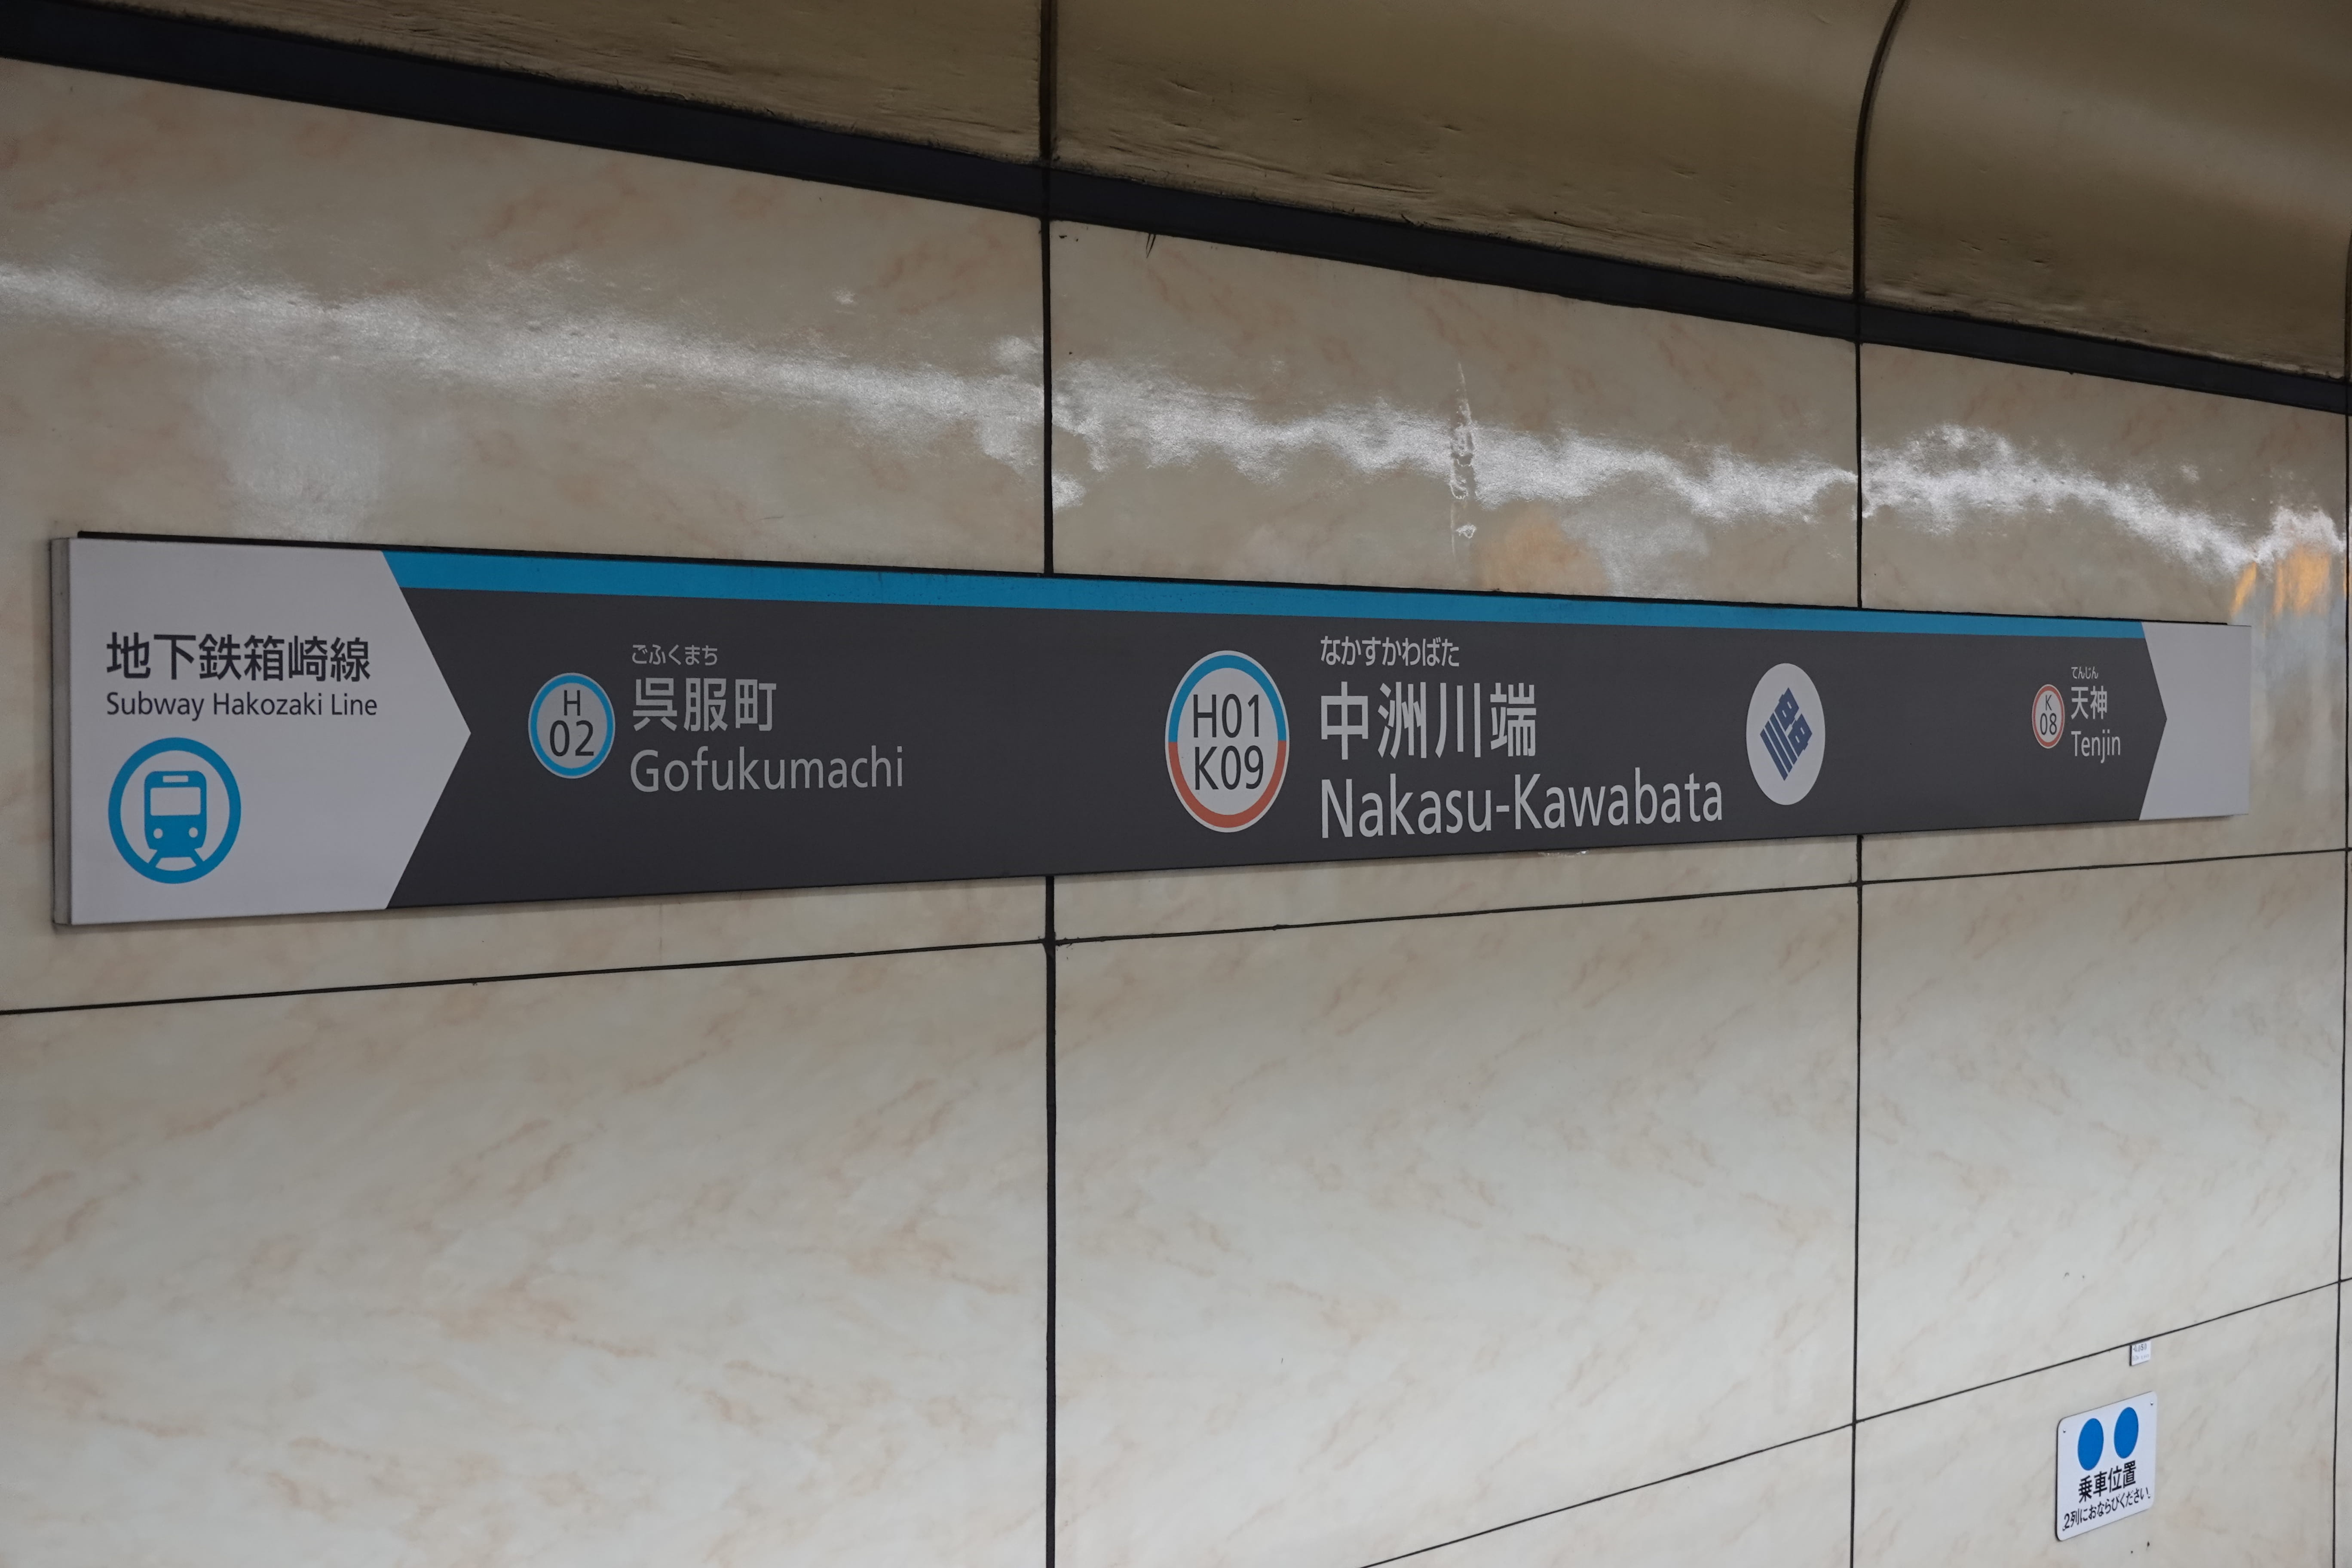 地下鉄箱崎線
Subway Hakozaki Line
H
02
ごふくまち
呉服町
Gofukumachi
H01
K09
なかすかわばた
中洲川端
Nakasu-Kawabata
K
08
てんじん
天神
Tenjin
乗車位置
2列におならびください。